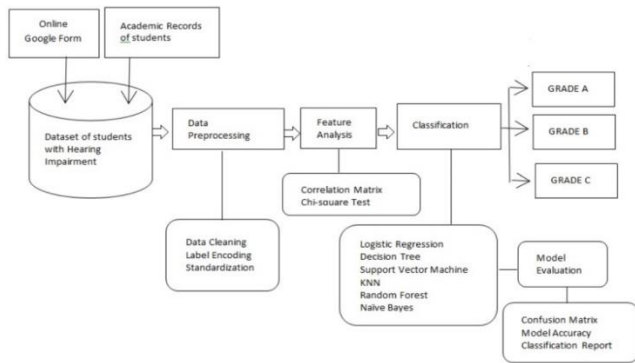 Online
Google Form
Academic Records
of students
Dataset of students
with Hearing
Impairment
Data
Preprocessing
Feature
Analysis
Classification
GRADE A
GRADE B
GRADE C
Correlation Matrix
Chi-square Test
Data Cleaning
Label Encoding
Standardization
Logistic Regression
Decision Tree
Support Vector Machine
KNN
Random Forest
Naïve Bayes
Model
Evaluation
Confusion Matrix
Model Accuracy
Classification Report